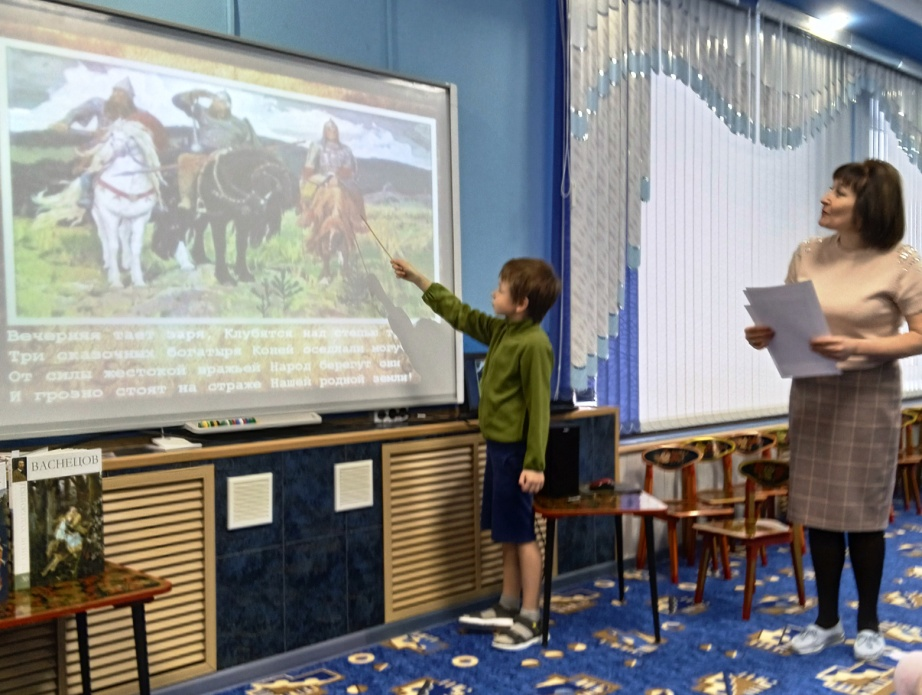 Вечерняя тает заря, Клубятся над степью
Три сказочных богатыря Коней оседлали
От силы жестокой вражьей Народ берегут
И грозно стоят на страже Нашей родной земли!
ВАСНЕЦОВ